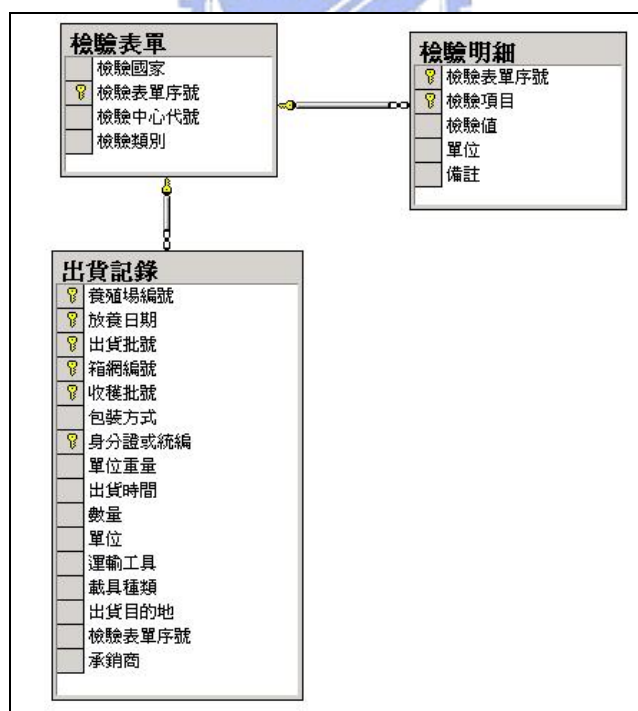 檢驗表單
檢驗國家
檢驗表單序號
檢驗中心代號
檢驗類別
檢驗明細
檢驗表單序號
檢驗項目
檢驗值
單位
備註
出貨記錄
養殖場編號
放養日期
出貨批號
箱網編號
收穫批號
包裝方式
身分證或統編
單位重量
出貨時間
數量
單位
運輸工具
載具種類
出貨目的地
檢驗表單序號
承銷商